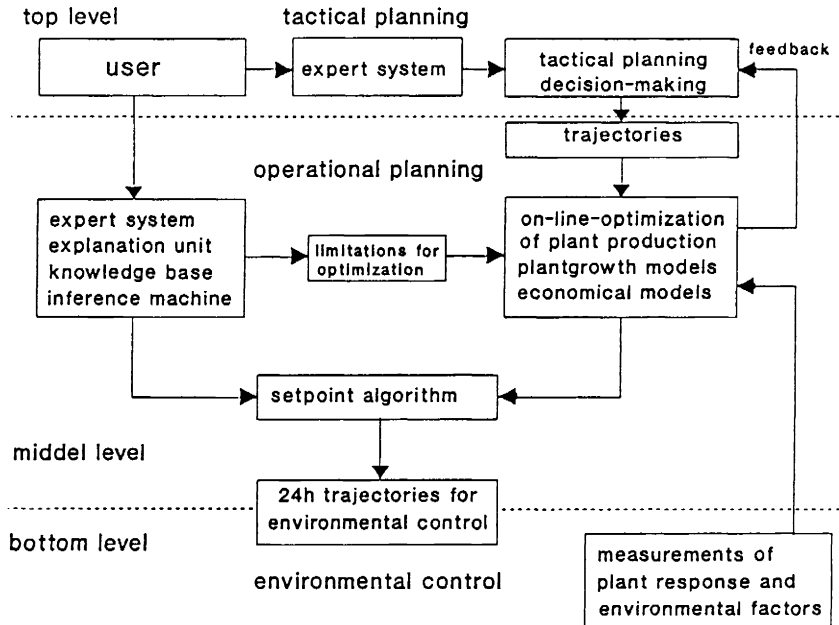 top level
tactical planning
user
expert system
tactical planning
decision-making
feedback
trajectories
operational planning
expert system
explanation unit
knowledge base
inference machine
limitations for
optimization
on-line-optimization
of plant production
plantgrowth models
economical models
setpoint algorithm
middel level
24h trajectories for
environmental control
bottom level
environmental control
measurements of
plant response and
environmental factors